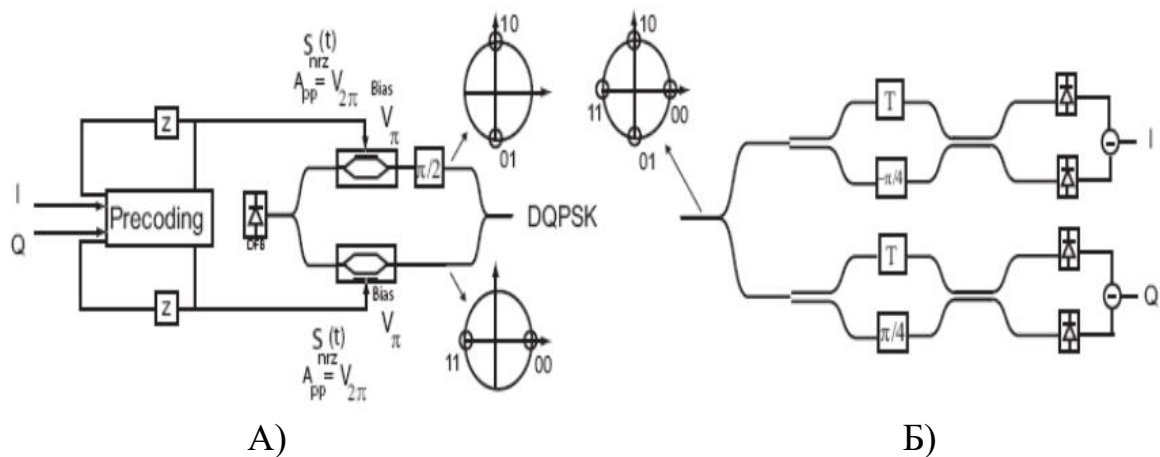 S_nrz(t)
A_pp = V_2π
Bias
V_π
z
I
Q
Precoding
z
DFB
π/2
Bias
V_π
S_nrz(t)
A_pp = V_2π
DQPSK
10
01
11
00
10
11
00
01
T
-π/4
I
T
π/4
Q
А)
Б)